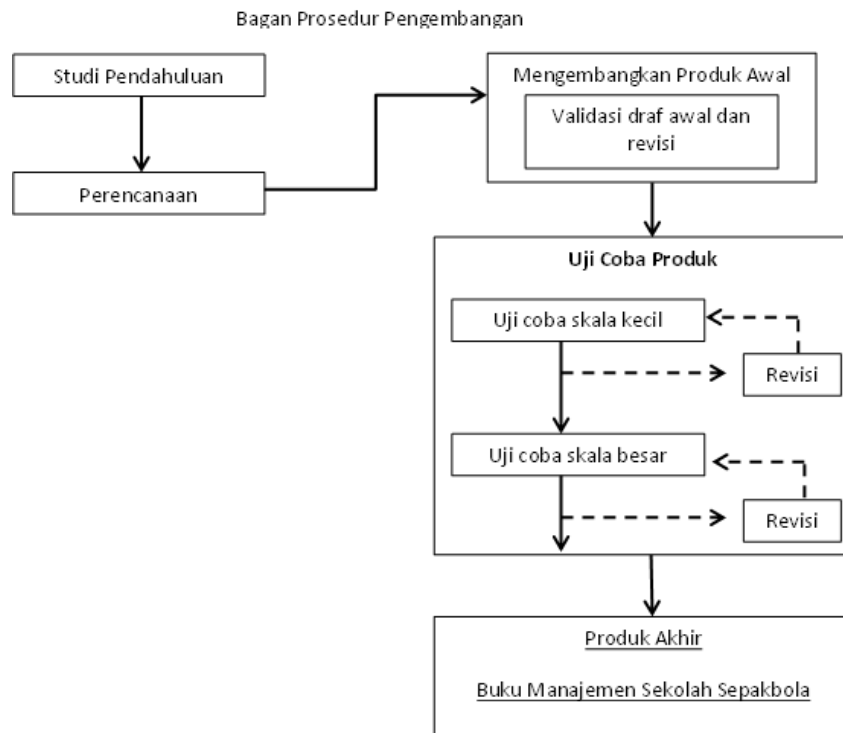 Bagan Prosedur Pengembangan
Studi Pendahuluan
Perencanaan
Mengembangkan Produk Awal
Validasi draf awal dan
revisi
Uji Coba Produk
Uji coba skala kecil
Revisi
Uji coba skala besar
Revisi
Produk Akhir
Buku Manajemen Sekolah Sepakbola